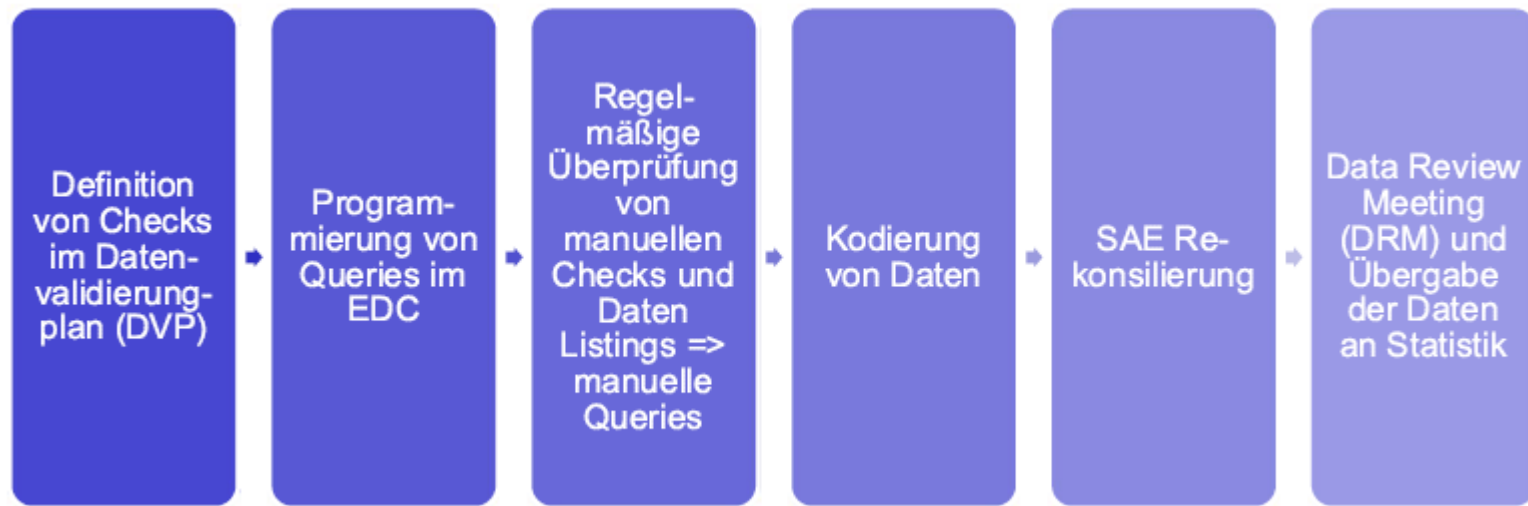 Definition
von Checks
im Daten-
validierung-
plan (DVP)
Program-
mierung von
Queries im
EDC
Regel-
mäßige
Überprüfung
von
manuellen
Checks und
Daten
Listings =>
manuelle
Queries
Kodierung
von Daten
SAE Re-
konsilierung
Data Review
Meeting
(DRM) und
Übergabe
der Daten
an Statistik